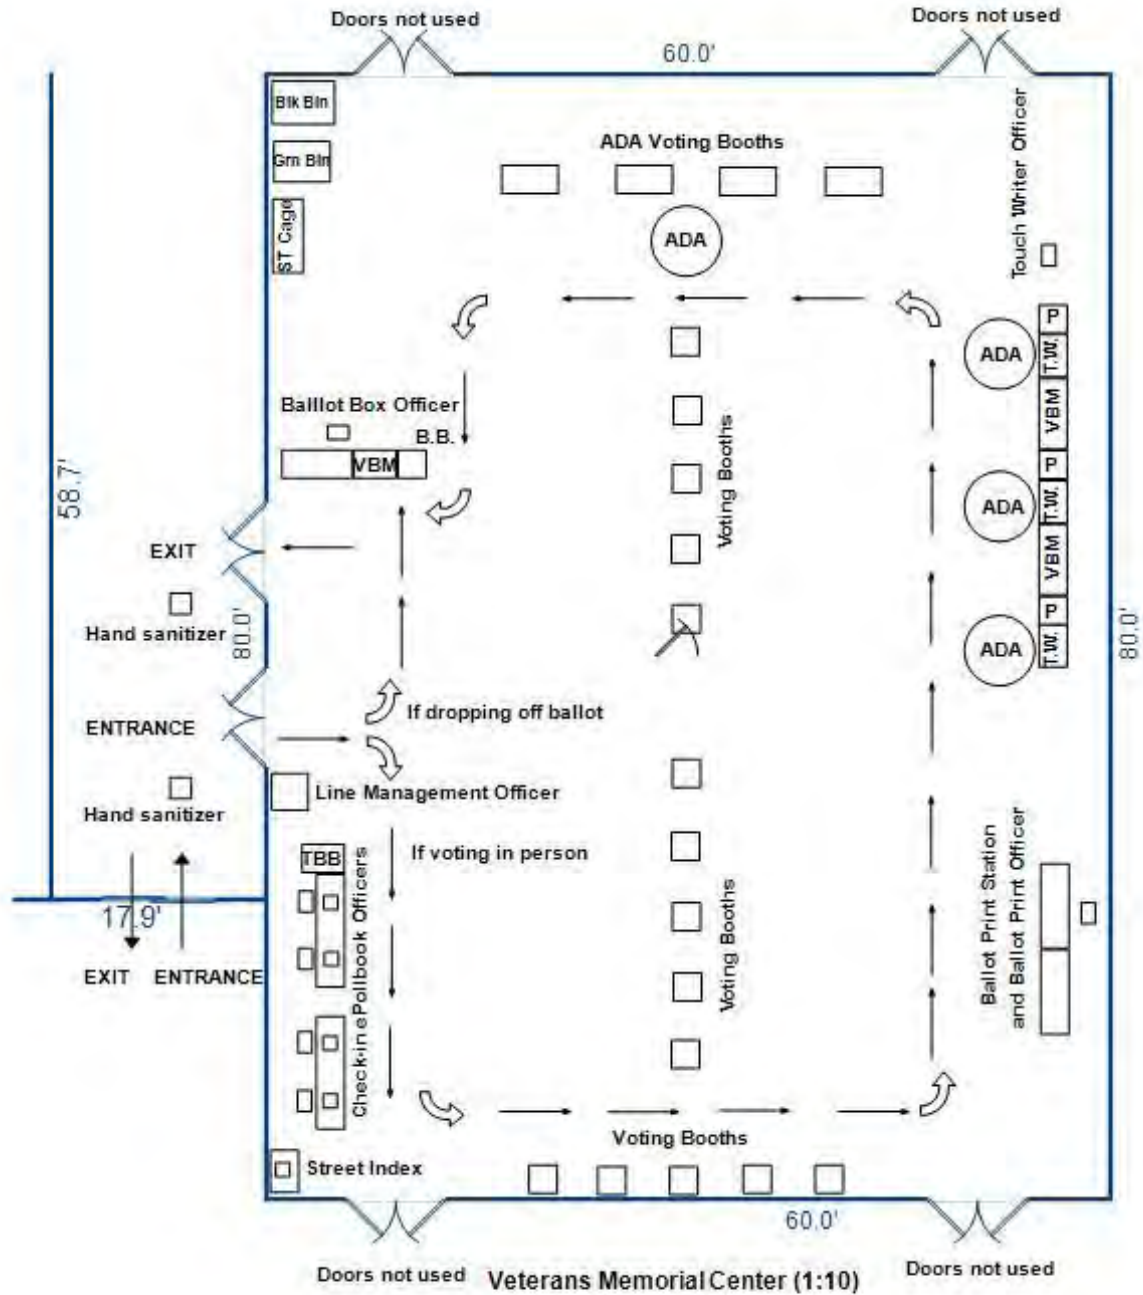 Doors not used
Doors not used
60.0'
Blk Bln
Grn Bln
ST Cage
ADA Voting Booths
ADA
Touch Writer Officer
P
T.W.
ADA
VBM
P
T.W.
ADA
VBM
P
T.W.
ADA
Balllot Box Officer
B.B.
VBM
Voting Booths
58.7'
EXIT
Hand sanitizer
80.0'
80.0'
ENTRANCE
If dropping off ballot
Line Management Officer
Hand sanitizer
If voting in person
TBB
Check-in ePollbook Officers
Voting Booths
Ballot Print Station
and Ballot Print Officer
17.9'
EXIT
ENTRANCE
Voting Booths
Street Index
60.0'
Doors not used
Doors not used
Veterans Memorial Center (1:10)